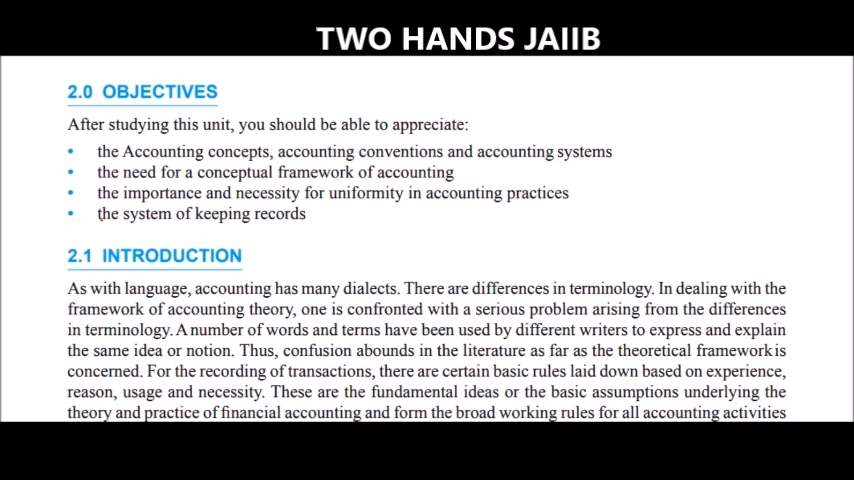 TWO HANDS JAIIB
2.0 OBJECTIVES
After studying this unit, you should be able to appreciate:
• the Accounting concepts, accounting conventions and accounting systems
• the need for a conceptual framework of accounting
• the importance and necessity for uniformity in accounting practices
• the system of keeping records
2.1 INTRODUCTION
As with language, accounting has many dialects. There are differences in terminology. In dealing with the
framework of accounting theory, one is confronted with a serious problem arising from the differences
in terminology. A number of words and terms have been used by different writers to express and explain
the same idea or notion. Thus, confusion abounds in the literature as far as the theoretical framework is
concerned. For the recording of transactions, there are certain basic rules laid down based on experience,
reason, usage and necessity. These are the fundamental ideas or the basic assumptions underlying the
theory and practice of financial accounting and form the broad working rules for all accounting activities